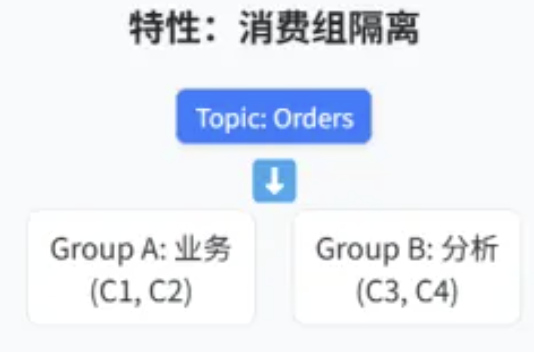 特性：消费组隔离
Topic: Orders
Group A: 业务
(C1, C2)
Group B: 分析
(C3, C4)